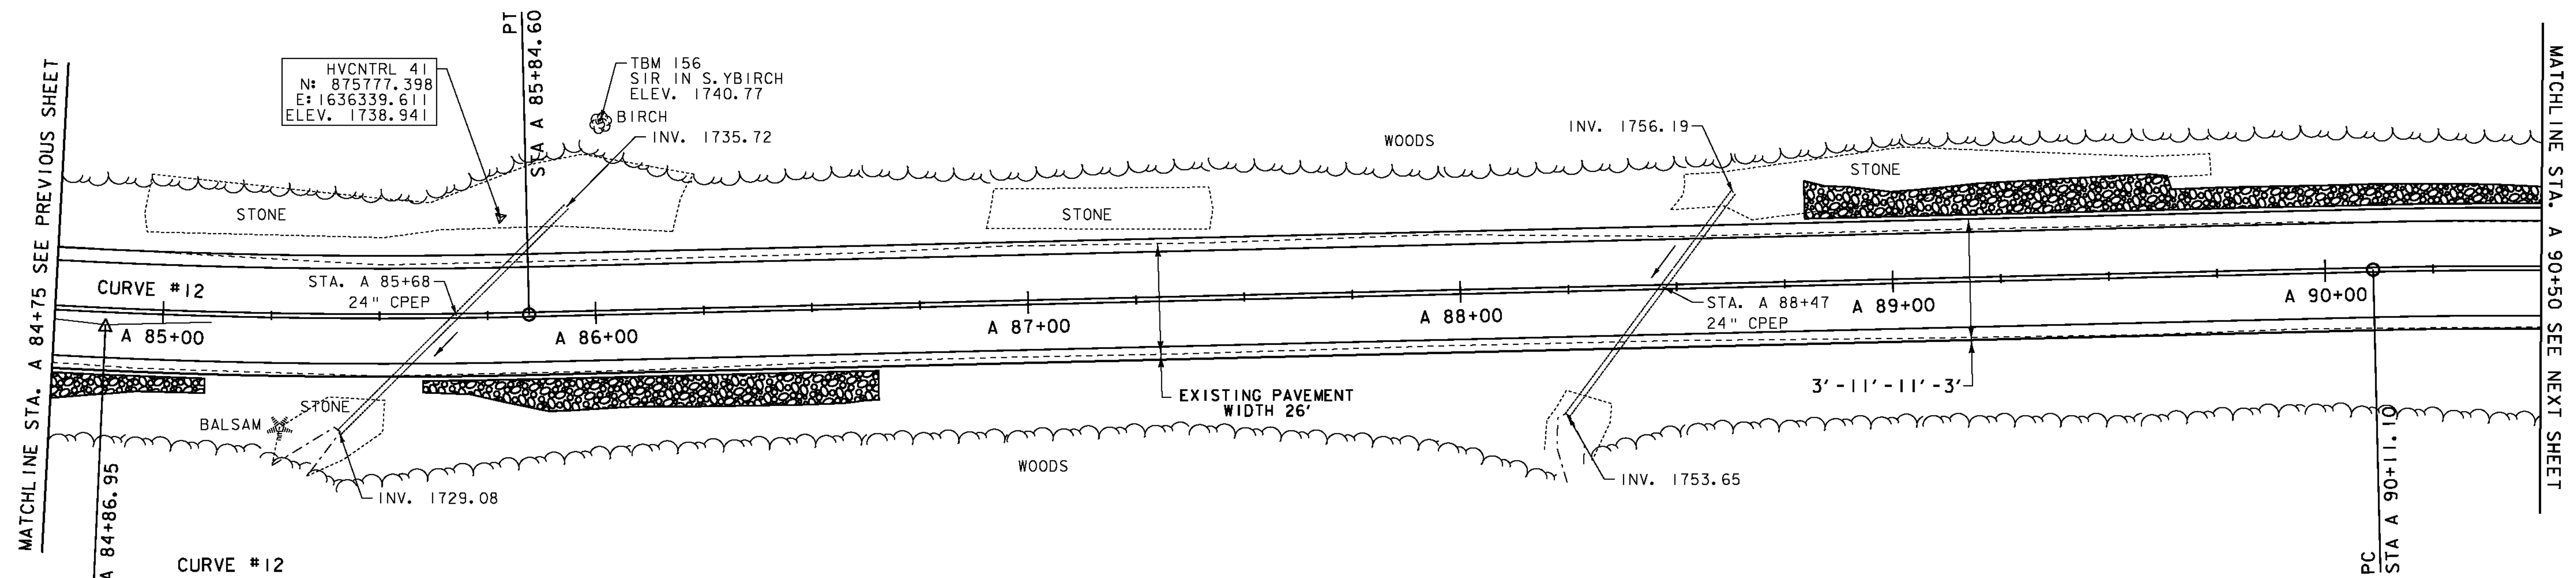 MATCHLINE STA. A 84+75 SEE PREVIOUS SHEET
HVCNTRL 41
N: 875777.398
E: 1636339.611
ELEV. 1738.941
PT
STA A 85+84.60
TBM 156
SIR IN S.YBIRCH
ELEV. 1740.77
BIRCH
INV. 1735.72
WOODS
INV. 1756.19
STONE
STONE
STONE
STONE
CURVE #12
STA. A 85+68
24" CPEP
A 85+00
A 86+00
A 87+00
A 88+00
STA. A 88+47
24" CPEP
A 89+00
A 90+00
EXISTING PAVEMENT
WIDTH 26'
3'-11'-11'-3'
BALSAM
STONE
WOODS
INV. 1729.08
INV. 1753.65
A 84+86.95
CURVE #12
PC
STA A 90+11.10
MATCHLINE STA. A 90+50 SEE NEXT SHEET